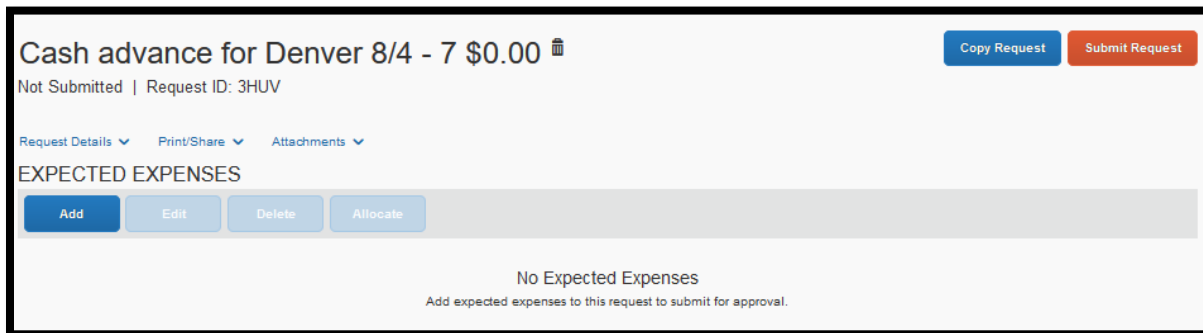 Cash advance for Denver 8/4 - 7 $0.00
Copy Request
Submit Request
Not Submitted | Request ID: 3HUV
Request Details Print/Share Attachments
EXPECTED EXPENSES
Add Edit Delete Allocate
No Expected Expenses
Add expected expenses to this request to submit for approval.